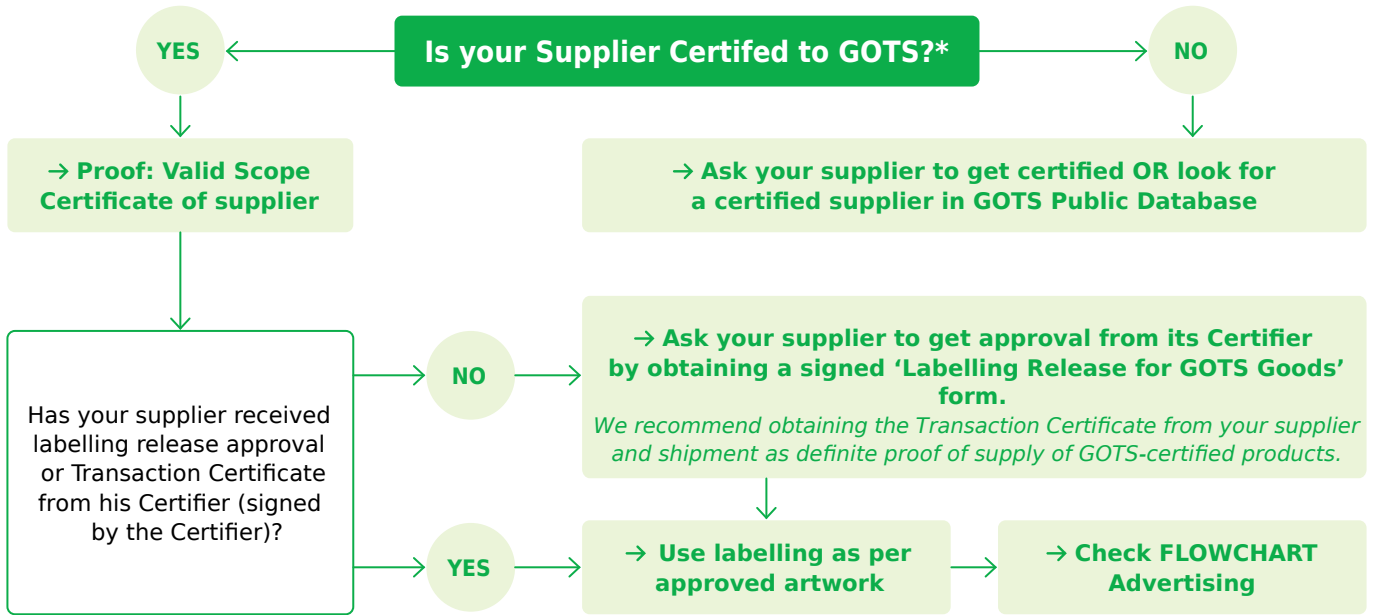 YES
Is your Supplier Certifed to GOTS?*
NO
→ Proof: Valid Scope
Certificate of supplier
→ Ask your supplier to get certified OR look for
a certified supplier in GOTS Public Database
Has your supplier received
labelling release approval
or Transaction Certificate
from his Certifier (signed
by the Certifier)?
NO
→ Ask your supplier to get approval from its Certifier
by obtaining a signed ‘Labelling Release for GOTS Goods’
form.
We recommend obtaining the Transaction Certificate from your supplier
and shipment as definite proof of supply of GOTS-certified products.
YES
→ Use labelling as per
approved artwork
→ Check FLOWCHART
Advertising